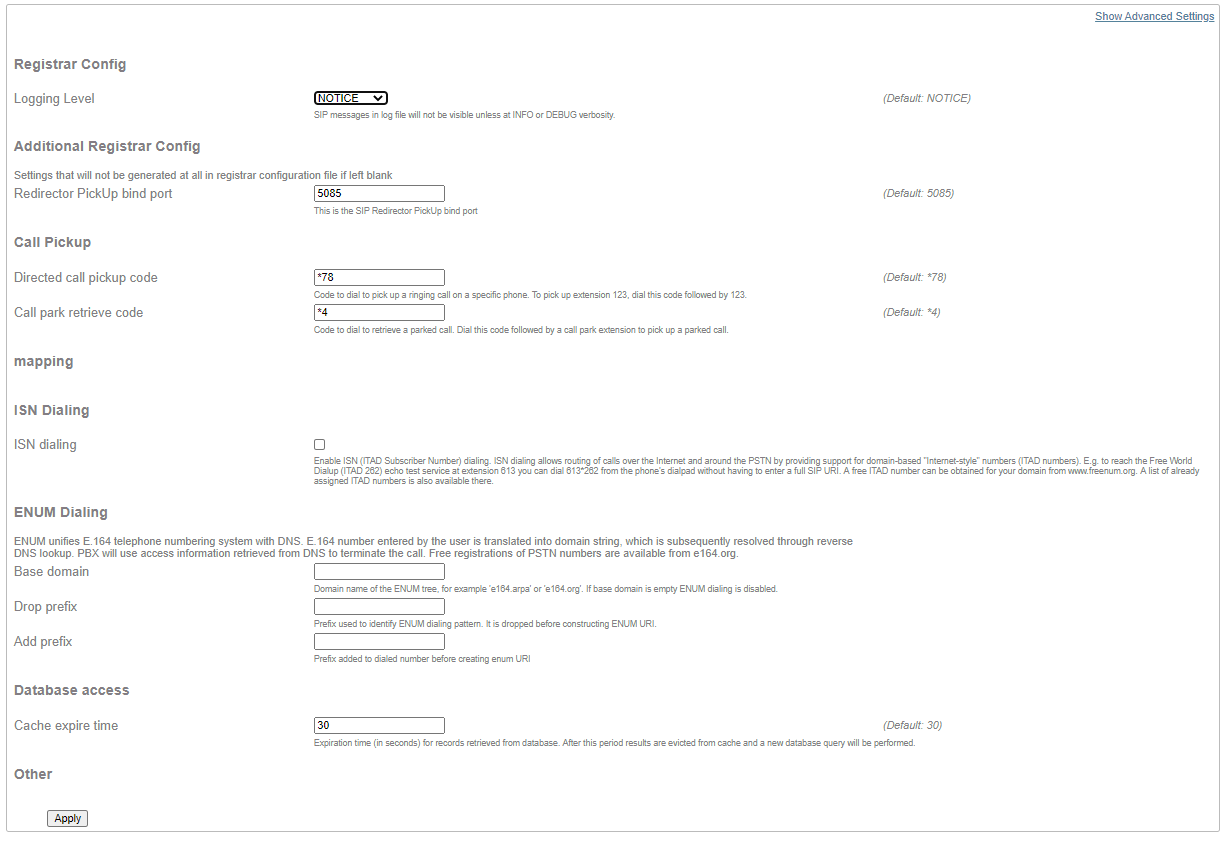 Show Advanced Settings
Registrar Config
Logging Level NOTICE (Default: NOTICE)
SIP messages in log file will not be visible unless at INFO or DEBUG verbosity.
Additional Registrar Config
Settings that will not be generated at all in registrar configuration file if left blank
Redirector PickUp bind port 5085 (Default: 5085)
This is the SIP Redirector PickUp bind port
Call Pickup
Directed call pickup code *78 (Default: *78)
Code to dial to pick up a ringing call on a specific phone. To pick up extension 123, dial this code followed by 123.
Call park retrieve code *4 (Default: *4)
Code to dial to retrieve a parked call. Dial this code followed by a call park extension to pick up a parked call.
mapping
ISN Dialing
ISN dialing
Enable ISN (ITAD Subscriber Number) dialing. ISN dialing allows routing of calls over the Internet and around the PSTN by providing support for domain-based "Internet-style" numbers (ITAD numbers). E.g. to reach the Free World
Dialup (ITAD 262) echo test service at extension 613 you can dial 613*262 from the phone's dialpad without having to enter a full SIP URI. A free ITAD number can be obtained for your domain from www.freenum.org. A list of already
assigned ITAD numbers is also available there.
ENUM Dialing
ENUM unifies E.164 telephone numbering system with DNS. E.164 number entered by the user is translated into domain string, which is subsequently resolved through reverse
DNS lookup. PBX will use access information retrieved from DNS to terminate the call. Free registrations of PSTN numbers are available from e164.org.
Base domain
Domain name of the ENUM tree, for example 'e164.arpa' or 'e164.org'. If base domain is empty ENUM dialing is disabled.
Drop prefix
Prefix used to identify ENUM dialing pattern. It is dropped before constructing ENUM URI.
Add prefix
Prefix added to dialed number before creating enum URI
Database access
Cache expire time 30 (Default: 30)
Expiration time (in seconds) for records retrieved from database. After this period results are evicted from cache and a new database query will be performed.
Other
Apply